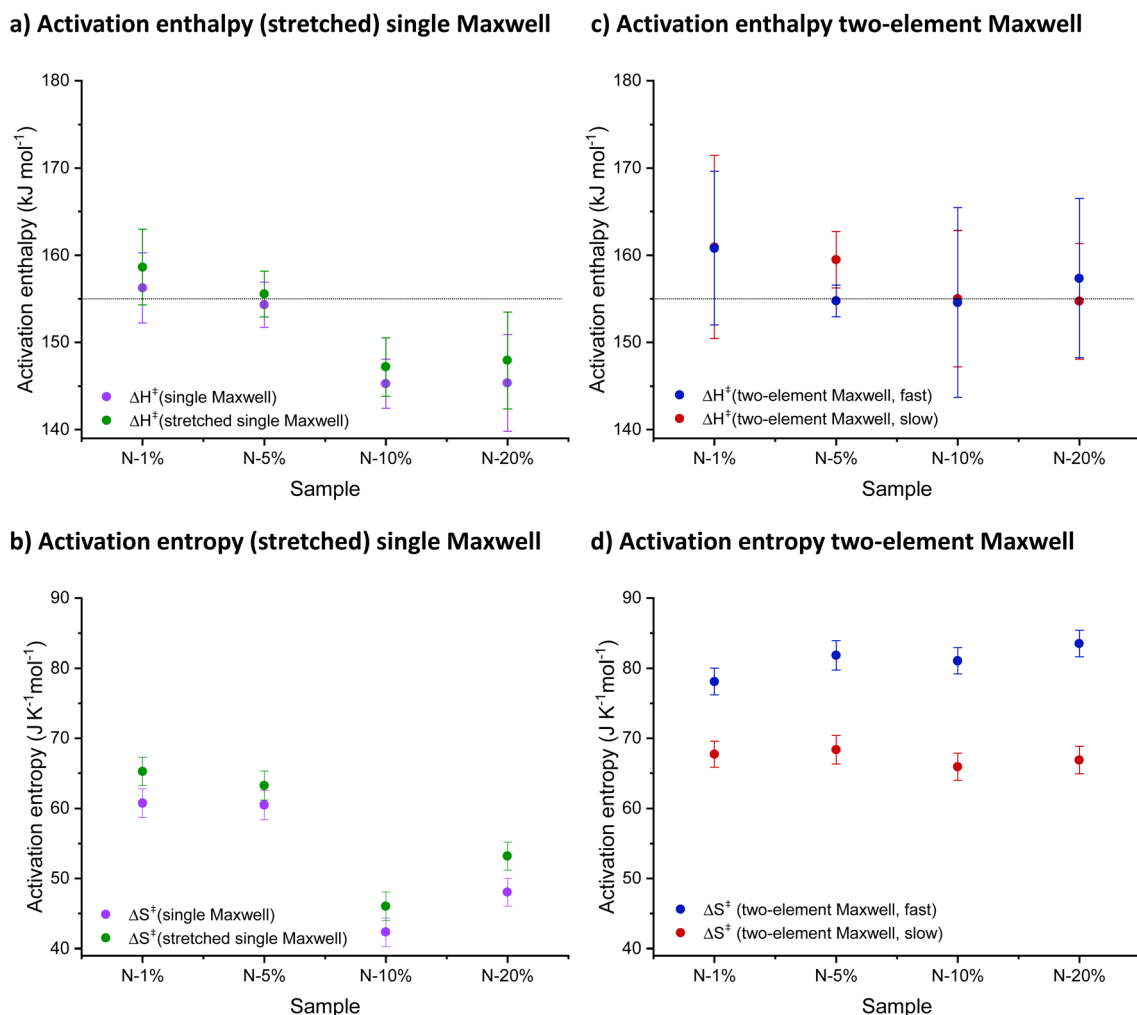 a) Activation enthalpy (stretched) single Maxwell
Activation enthalpy (kJ mol⁻¹)
180
170
160
150
140
ΔH‡(single Maxwell)
ΔH‡(stretched single Maxwell)
N-1%
N-5%
N-10%
N-20%
Sample
c) Activation enthalpy two-element Maxwell
Activation enthalpy (kJ mol⁻¹)
180
170
160
150
140
ΔH‡(two-element Maxwell, fast)
ΔH‡(two-element Maxwell, slow)
N-1%
N-5%
N-10%
N-20%
Sample
b) Activation entropy (stretched) single Maxwell
Activation entropy (J K⁻¹mol⁻¹)
90
80
70
60
50
40
ΔS‡(single Maxwell)
ΔS‡(stretched single Maxwell)
N-1%
N-5%
N-10%
N-20%
Sample
d) Activation entropy two-element Maxwell
Activation entropy (J K⁻¹mol⁻¹)
90
80
70
60
50
40
ΔS‡ (two-element Maxwell, fast)
ΔS‡ (two-element Maxwell, slow)
N-1%
N-5%
N-10%
N-20%
Sample